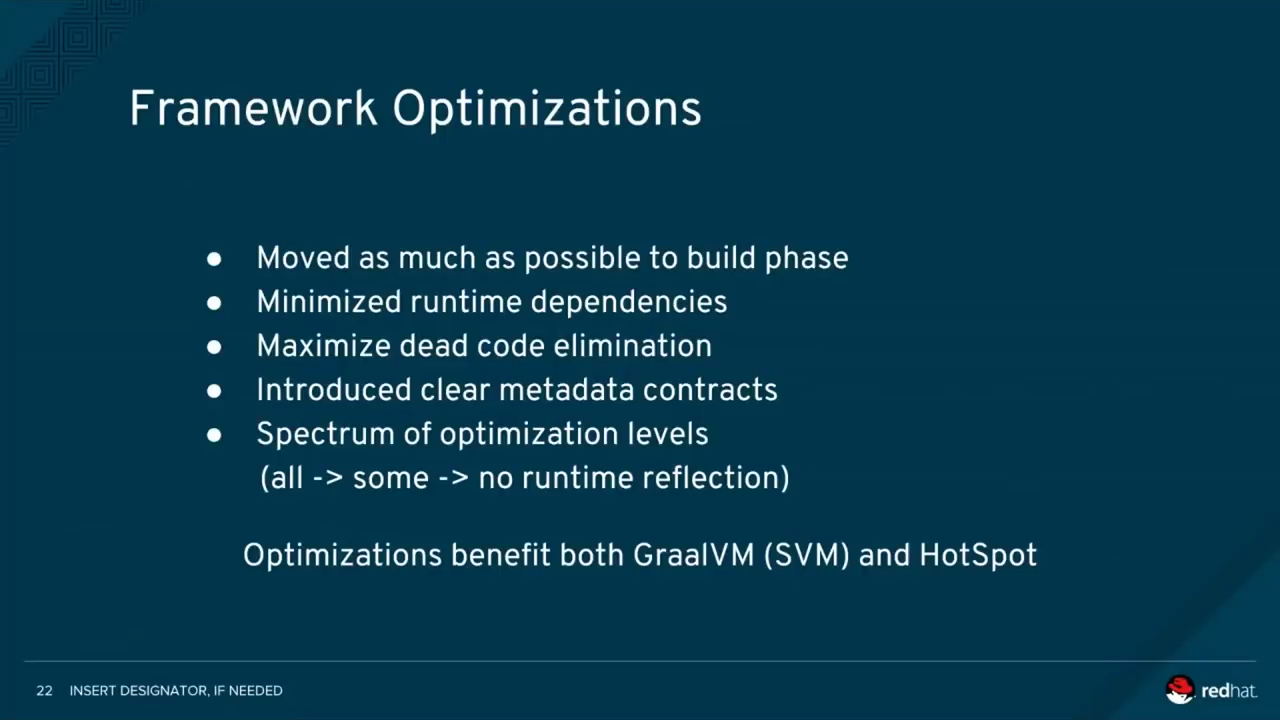 Framework Optimizations
● Moved as much as possible to build phase
● Minimized runtime dependencies
● Maximize dead code elimination
● Introduced clear metadata contracts
● Spectrum of optimization levels
(all -> some -> no runtime reflection)
Optimizations benefit both GraalVM (SVM) and HotSpot
22 INSERT DESIGNATOR, IF NEEDED
redhat.